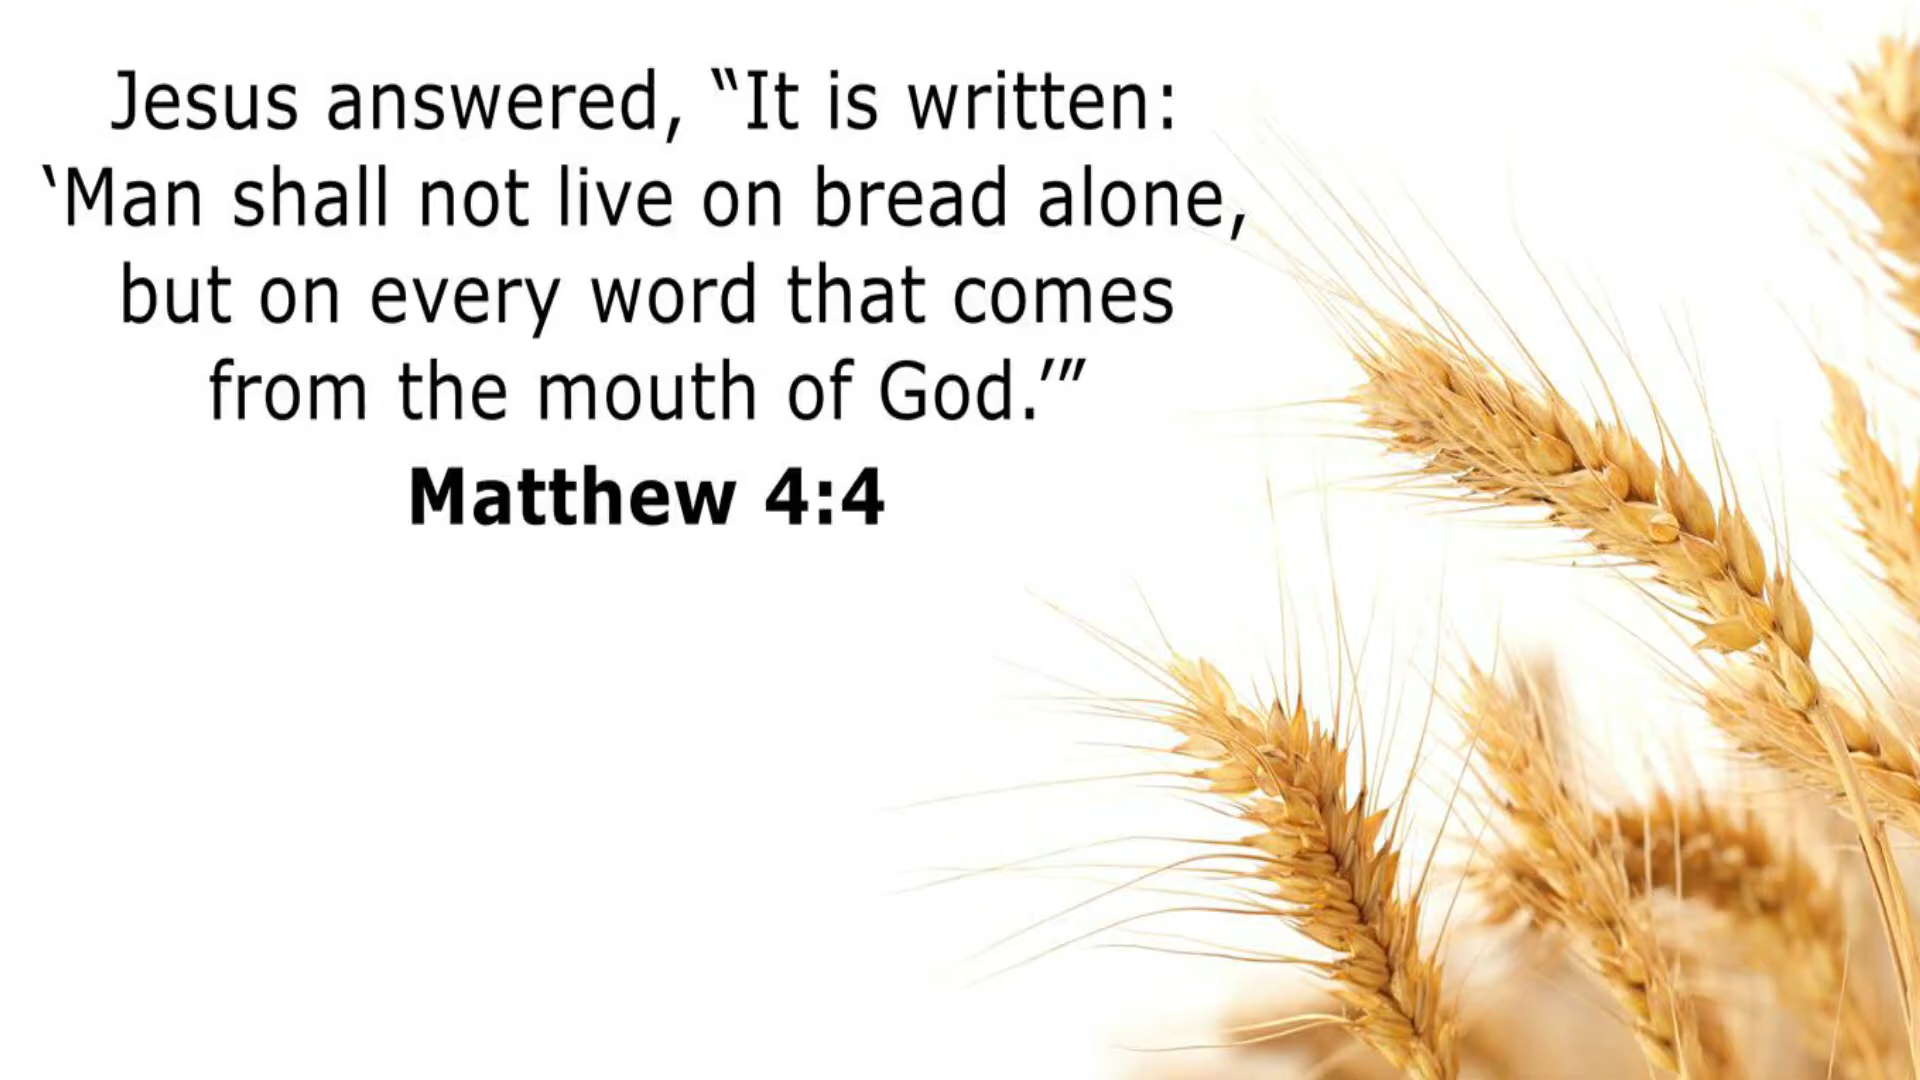 Jesus answered, “It is written:
‘Man shall not live on bread alone,
but on every word that comes
from the mouth of God.’”
Matthew 4:4